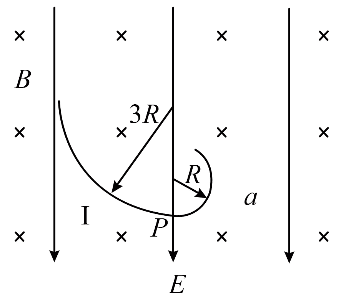 × × × ×
B
3R
× × × ×
R
I a
P
× × × ×
E